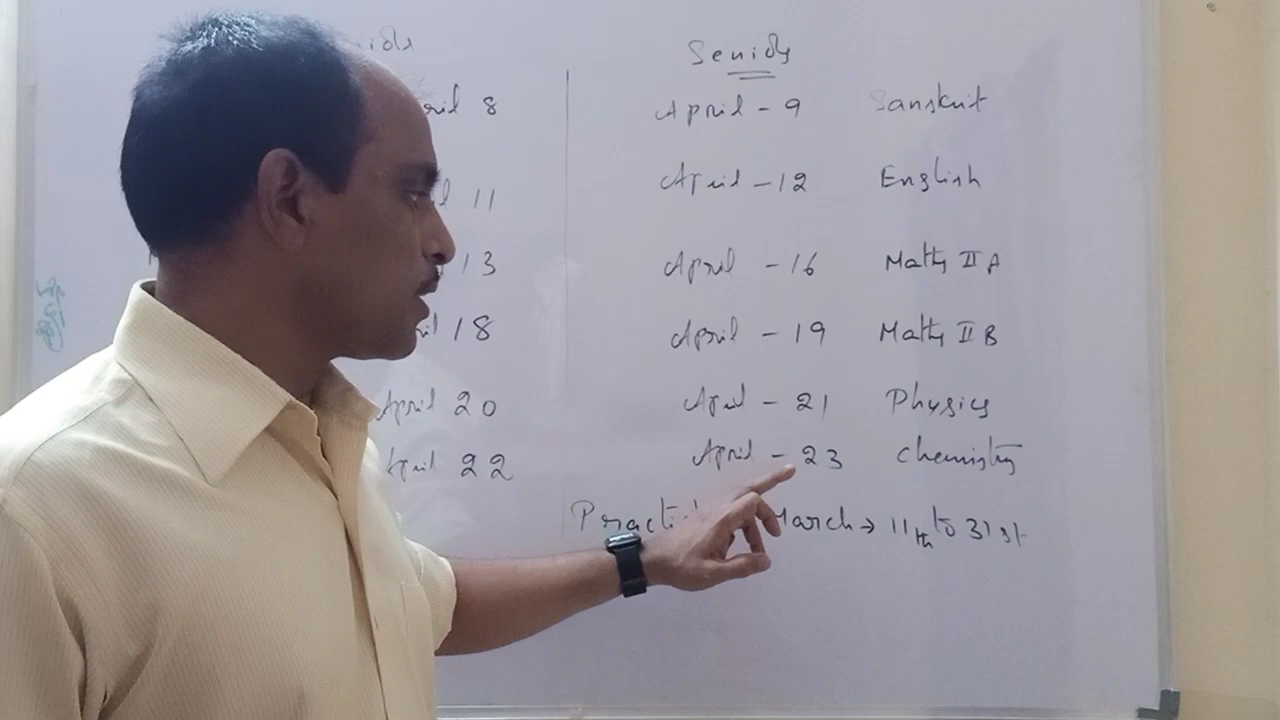 Seniors
April 8
11
13
18
April 20
April 22
April - 9 Sanskrit
April - 12 English
April - 16 Maths II A
April - 19 Maths II B
April - 21 Physics
April - 23 Chemistry
March → 11th to 31st